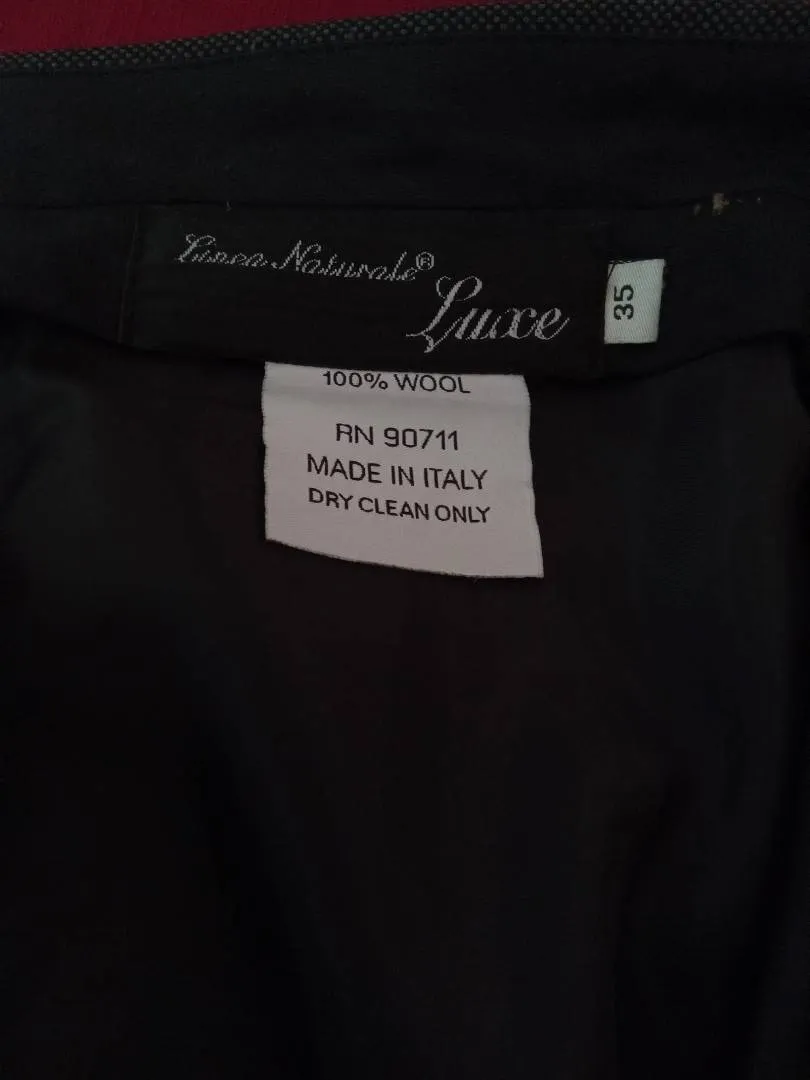 Linea Naturale®
Luxe
35
100% WOOL
RN 90711
MADE IN ITALY
DRY CLEAN ONLY